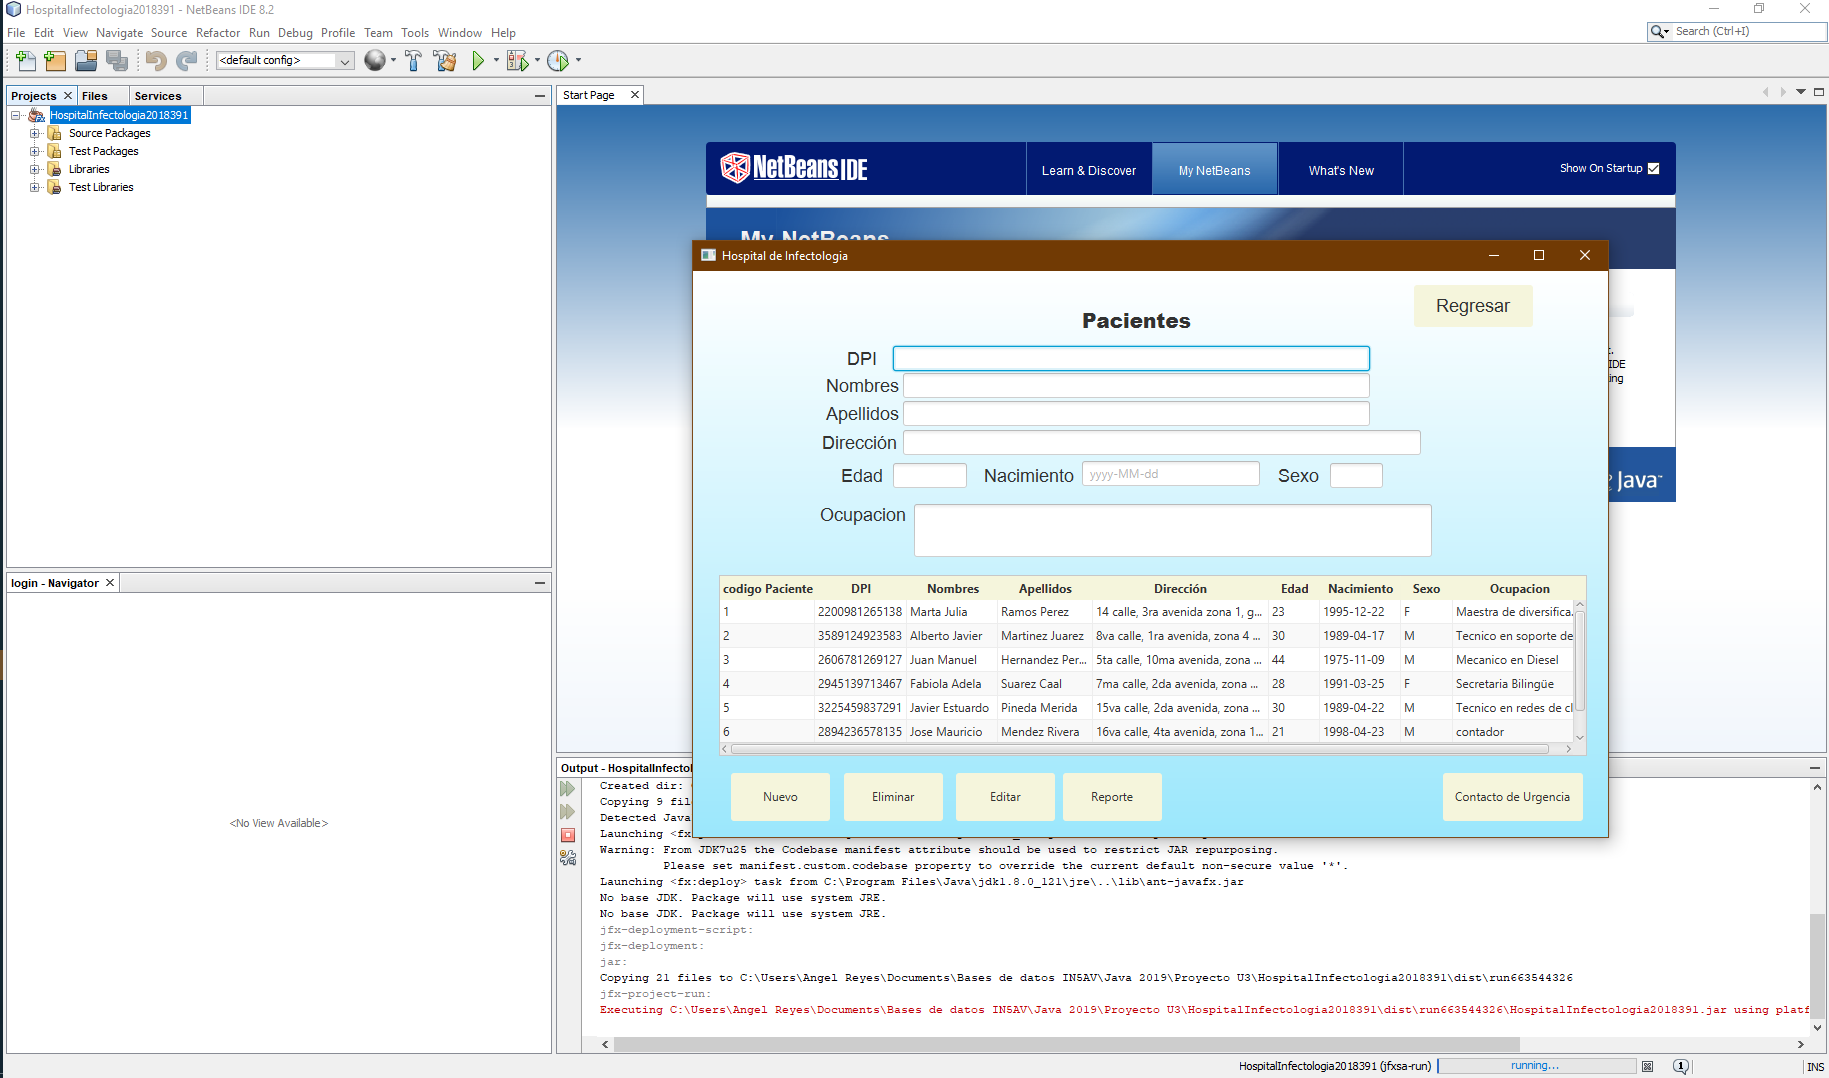 HospitalInfectologia2018391 - NetBeans IDE 8.2
File Edit View Navigate Source Refactor Run Debug Profile Team Tools Window Help
Search (Ctrl+I)
<default config>
Projects Files Services
HospitalInfectologia2018391
Source Packages
Test Packages
Libraries
Test Libraries
login - Navigator
<No View Available>
Start Page
NetBeans IDE
Learn & Discover
My NetBeans
What's New
Show On Startup
My NetBeans
IDE
ing
Java™
Hospital de Infectologia
Regresar
Pacientes
DPI
Nombres
Apellidos
Dirección
Edad Nacimiento yyyy-MM-dd Sexo
Ocupacion
codigo Paciente DPI Nombres Apellidos Dirección Edad Nacimiento Sexo Ocupacion
1 2200981265138 Marta Julia Ramos Perez 14 calle, 3ra avenida zona 1, g... 23 1995-12-22 F Maestra de diversifica.
2 3589124923583 Alberto Javier Martinez Juarez 8va calle, 1ra avenida, zona 4 ... 30 1989-04-17 M Tecnico en soporte de
3 2606781269127 Juan Manuel Hernandez Per... 5ta calle, 10ma avenida, zona ... 44 1975-11-09 M Mecanico en Diesel
4 2945139713467 Fabiola Adela Suarez Caal 7ma calle, 2da avenida, zona ... 28 1991-03-25 F Secretaria Bilingüe
5 3225459837291 Javier Estuardo Pineda Merida 15va calle, 2da avenida, zona ... 30 1989-04-22 M Tecnico en redes de cl
6 2894236578135 Jose Mauricio Mendez Rivera 16va calle, 4ta avenida, zona 1... 21 1998-04-23 M contador
Nuevo Eliminar Editar Reporte Contacto de Urgencia
Output - HospitalInfectol
Created dir:
Copying 9 fil
Detected Java
Launching <fx
Warning: From JDK7u25 the Codebase manifest attribute should be used to restrict JAR repurposing.
Please set manifest.custom.codebase property to override the current default non-secure value '*'.
Launching <fx:deploy> task from C:\Program Files\Java\jdk1.8.0_121\jre\..\lib\ant-javafx.jar
No base JDK. Package will use system JRE.
No base JDK. Package will use system JRE.
jfx-deployment-script:
jfx-deployment:
jar:
Copying 21 files to C:\Users\Angel Reyes\Documents\Bases de datos IN5AV\Java 2019\Proyecto U3\HospitalInfectologia2018391\dist\run663544326
jfx-project-run:
Executing C:\Users\Angel Reyes\Documents\Bases de datos IN5AV\Java 2019\Proyecto U3\HospitalInfectologia2018391\dist\run663544326\HospitalInfectologia2018391.jar using platf
HospitalInfectologia2018391 (jfxsa-run) running... 1 INS